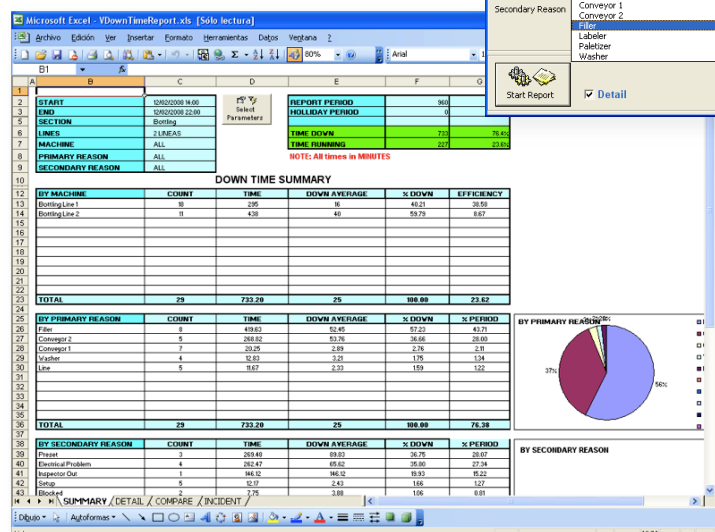 Microsoft Excel - VDownTimeReport.xls [Sólo lectura]
Archivo Edición Ver Insertar Formato Herramientas Datos Ventana ?
80% Arial
B1 fx
Secondary Reason
Conveyor 1
Conveyor 2
Filler
Labeler
Paletizer
Washer
Start Report
Detail
A B C D E F G
START 12/02/2008 14:00 REPORT PERIOD 960
END 12/02/2008 22:00 HOLLIDAY PERIOD 0
SECTION Bottling
Select Parameters
LINES 2 LINEAS TIME DOWN 733 76.4%
MACHINE ALL TIME RUNNING 227 23.6%
PRIMARY REASON ALL NOTE: All times in MINUTES
SECONDARY REASON ALL
DOWN TIME SUMMARY
BY MACHINE COUNT TIME DOWN AVERAGE % DOWN EFFICIENCY
Bottling Line 1 18 295 16 40.21 38.58
Bottling Line 2 11 438 40 59.79 8.67
TOTAL 29 733.20 25 100.00 23.62
BY PRIMARY REASON COUNT TIME DOWN AVERAGE % DOWN % PERIOD
Filler 8 419.63 52.45 57.23 43.71
Conveyor 2 5 268.82 53.76 36.66 28.00
Conveyor 1 7 20.25 2.89 2.76 2.11
Washer 4 12.83 3.21 1.75 1.34
Line 5 11.67 2.33 1.59 1.22
TOTAL 29 733.20 25 100.00 76.38
BY PRIMARY REASON
37%
56%
BY SECONDARY REASON COUNT TIME DOWN AVERAGE % DOWN % PERIOD
Preset 3 269.48 89.83 36.75 28.07
Electrical Problem 4 262.47 65.62 35.80 27.34
Inspector Out 1 146.12 146.12 19.93 15.22
Setup 5 12.17 2.43 1.66 1.27
Blocked 2 7.75 3.88 1.06 0.81
BY SECONDARY REASON
SUMMARY DETAIL COMPARE INCIDENT
Dibujo Autoformas